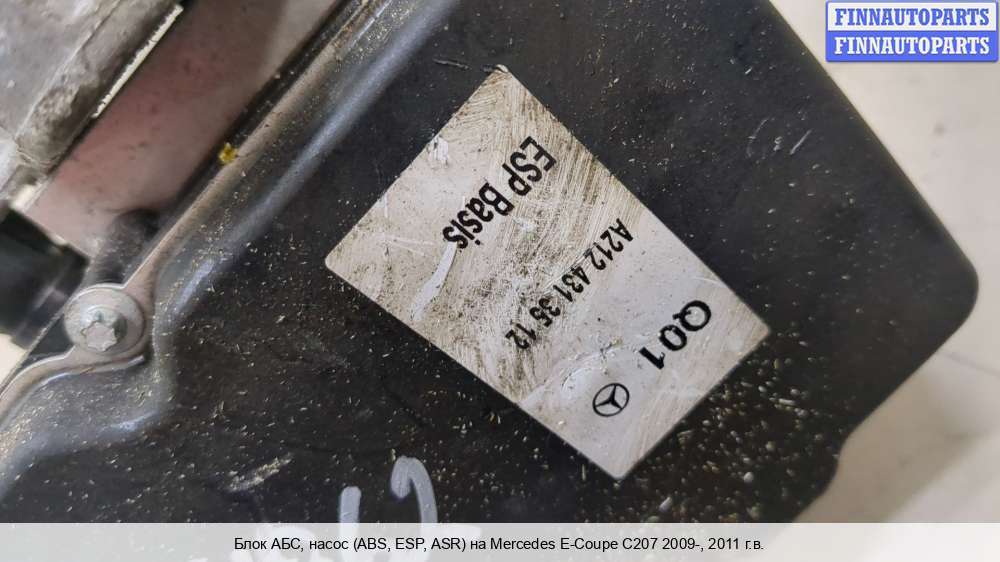 FINNAUTOPARTS
FINNAUTOPARTS
ESP Basis
A212 431 35 12
Q01
Блок АБС, насос (ABS, ESP, ASR) на Mercedes E-Coupe C207 2009-, 2011 г.в.